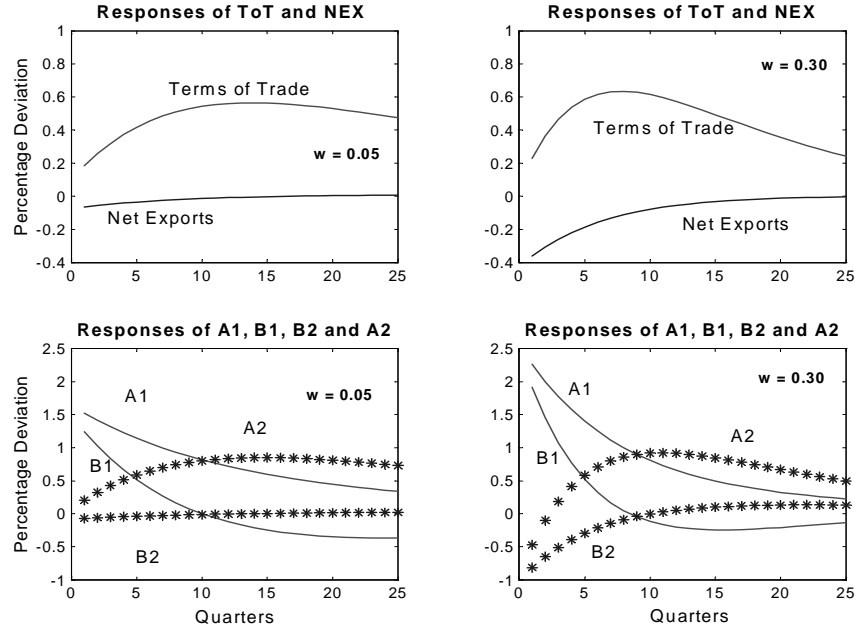 Responses of ToT and NEX
1
0.8
0.6
0.4
0.2
0
-0.2
-0.4
Percentage Deviation
Terms of Trade
w = 0.05
Net Exports
0 5 10 15 20 25
Responses of ToT and NEX
1
0.8
0.6
0.4
0.2
0
-0.2
-0.4
w = 0.30
Terms of Trade
Net Exports
0 5 10 15 20 25
Responses of A1, B1, B2 and A2
2.5
2
1.5
1
0.5
0
-0.5
-1
Percentage Deviation
A1
w = 0.05
A2
B1
B2
0 5 10 15 20 25
Quarters
Responses of A1, B1, B2 and A2
2.5
2
1.5
1
0.5
0
-0.5
-1
A1
w = 0.30
A2
B1
B2
0 5 10 15 20 25
Quarters